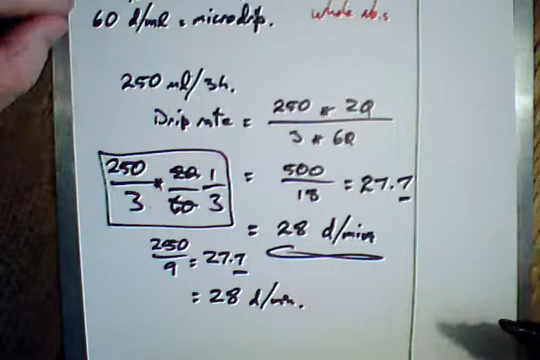 60 d/ml = microdrip.
whole nb.s
250 ml/3h.
Drip rate = 250 * 20 / 3 * 60
250/3 * 20/60 1/3 = 500/18 = 27.7
= 28 d/min
250/9 = 27.7
= 28 d/min.